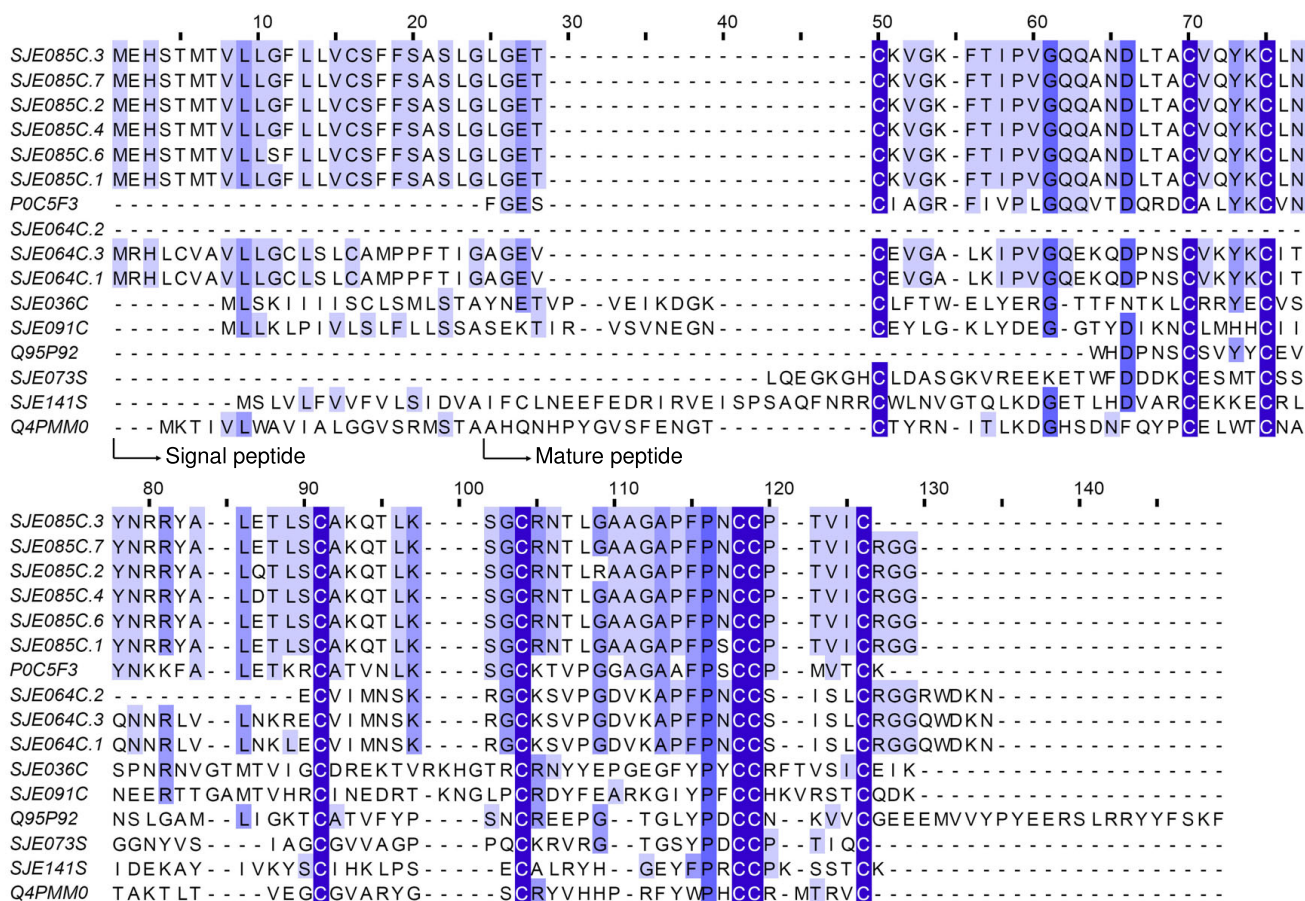 10 20 30 40 50 60 70
SJE085C.3 MEHSTMTVLLGFLLVCSFFSASLGLGET---------------------CKVGK-FTIPVGQQANDLTACVQYKCLN
SJE085C.7 MEHSTMTVLLGFLLVCSFFSASLGLGET---------------------CKVGK-FTIPVGQQANDLTACVQYKCLN
SJE085C.2 MEHSTMTVLLGFLLVCSFFSASLGLGET---------------------CKVGK-FTIPVGQQANDLTACVQYKCLN
SJE085C.4 MEHSTMTVLLGFLLVCSFFSASLGLGET---------------------CKVGK-FTIPVGQQANDLTACVQYKCLN
SJE085C.6 MEHSTMTVLLSFLLVCSFFSASLGLGET---------------------CKVGK-FTIPVGQQANDLTACVQYKCLN
SJE085C.1 MEHSTMTVLLGFLLVCSFFSASLGLGET---------------------CKVGK-FTIPVGQQANDLTACVQYKCLN
P0C5F3 ------------------------FGES---------------------CIAGR-FIVPLGQQVTDQRDCALYKCVN
SJE064C.2 -----------------------------------------------------------------------------
SJE064C.3 MRHLCVAVLLGCLSLCAMPPFTIGAGEV---------------------CEVGA-LKIPVGQEKQDPNSCVKYKCIT
SJE064C.1 MRHLCVAVLLGCLSLCAMPPFTIGAGEV---------------------CEVGA-LKIPVGQEKQDPNSCVKYKCIT
SJE036C -------MLSKIIIISCLSMLSTAYNETVP--VEIKDGK----------CLFTW-ELYERG-TTFNTKLCRRYECVS
SJE091C -------MLLKLPIVLSLFLLSSASEKTIR--VSVNEGN----------CEYLG-KLYDEG-GTYDIKNCLMHHCII
Q95P92 ---------------------------------------------------------------WHDPNSCSVYYCEV
SJE073S ------------------------------------------LQEGKGHCLDASGKVREEKETWFDDDKCESMTCSS
SJE141S --------MSLVLFVVFVLSIDVAIFCLNEEFEDRIRVEISPSAQFNRRCWLNVGTQLKDGETLHDVARCEKKECRL
Q4PMM0 ---MKTIVLWAVIALGGVSRMSTAAHQNHPYGVSFENGT----------CTYRN-ITLKDGHSDNFQYPCELWTCNA
Signal peptide Mature peptide
80 90 100 110 120 130 140
SJE085C.3 YNRRYA--LETLSCAKQTLK----SGCRNTLGAAGAPFPNCCP--TVIC-----------------------
SJE085C.7 YNRRYA--LETLSCAKQTLK----SGCRNTLGAAGAPFPNCCP--TVICRGG--------------------
SJE085C.2 YNRRYA--LQTLSCAKQTLK----SGCRNTLRAAGAPFPNCCP--TVICRGG--------------------
SJE085C.4 YNRRYA--LDTLSCAKQTLK----SGCRNTLGAAGAPFPNCCP--TVICRGG--------------------
SJE085C.6 YNRRYA--LETLSCAKQTLK----SGCRNTLGAAGAPFPNCCP--TVICRGG--------------------
SJE085C.1 YNRRYA--LETLSCAKQTLK----SGCRNTLGAAGAPFPSCCP--TVICRGG--------------------
P0C5F3 YNKKFA--LETKRCATVNLK----SGCKTVPGGAGAAFPSCCP--MVTCK----------------------
SJE064C.2 ------------ECVIMNSK----RGCKSVPGDVKAPFPNCCS--ISLCRGGRWDKN---------------
SJE064C.3 QNNRLV--LNKRECVIMNSK----RGCKSVPGDVKAPFPNCCS--ISLCRGGQWDKN---------------
SJE064C.1 QNNRLV--LNKLECVIMNSK----RGCKSVPGDVKAPFPNCCS--ISLCRGGQWDKN---------------
SJE036C SPNRNVGTMTVIGCDREKTVRKHGTRCRNYYEPGEGFYPYCCRFTVSICEIK--------------------
SJE091C NEERTTGAMTVHRCINEDRT-KNGLPCRDYFEARKGIYPFCCHKVRSTCQDK--------------------
Q95P92 NSLGAM--LIGKTCATVFYP----SNCREEPG--TGLYPDCCN--KVVCGEEEMVVYPYEERSLRRYYFSKF
SJE073S GGNYVS----IAGCGVVAGP----PQCKRVRG--TGSYPDCCP--TIQC-----------------------
SJE141S IDEKAY--IVKYSCIHKLPS-----ECALRYH--GEYFPRCCPK-SSTCK----------------------
Q4PMM0 TAKTLT----VEGCGVARYG-----SCRYVHHP-RFYWPHCCR-MTRVC-----------------------